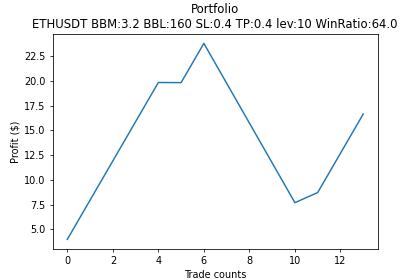 Portfolio
ETHUSDT BBM:3.2 BBL:160 SL:0.4 TP:0.4 lev:10 WinRatio:64.0
22.5
20.0
17.5
15.0
12.5
10.0
7.5
5.0
Profit ($)
0 2 4 6 8 10 12
Trade counts